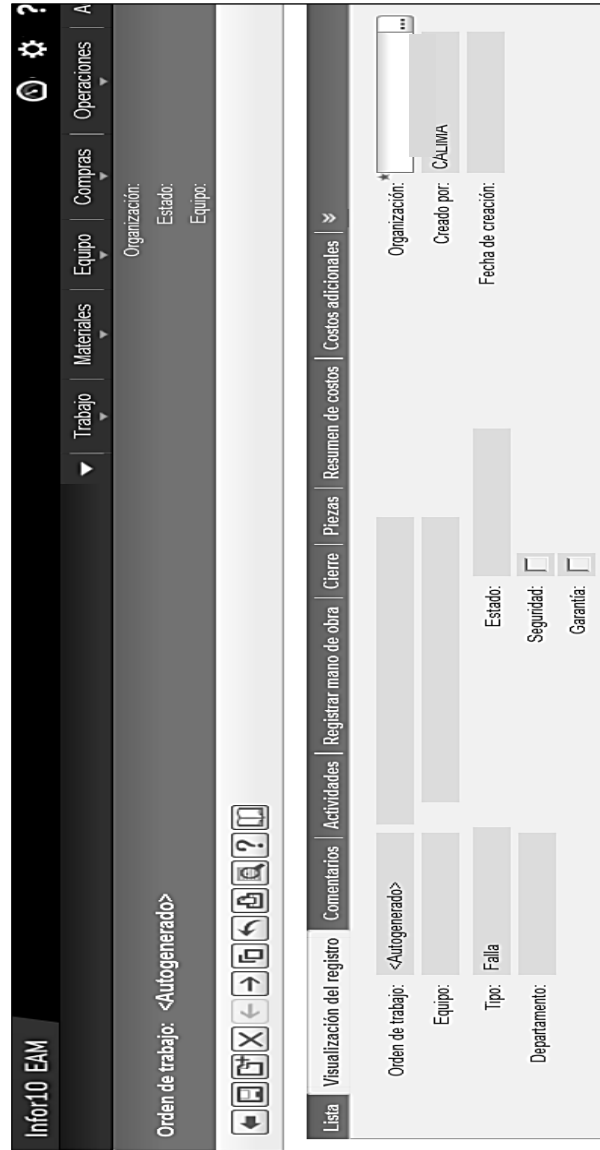 Infor10 EAM ?
Trabajo Materiales Equipo Compras Operaciones A
Orden de trabajo: <Autogenerado> Organización:
Estado:
Equipo:
?
Lista Visualización del registro Comentarios Actividades Registrar mano de obra Cierre Piezas Resumen de costos Costos adicionales
Orden de trabajo: <Autogenerado> Organización: * ...
Equipo: Creado por: CALIMA
Tipo: Falla Estado: Fecha de creación:
Departamento: Seguridad:
Garantía: